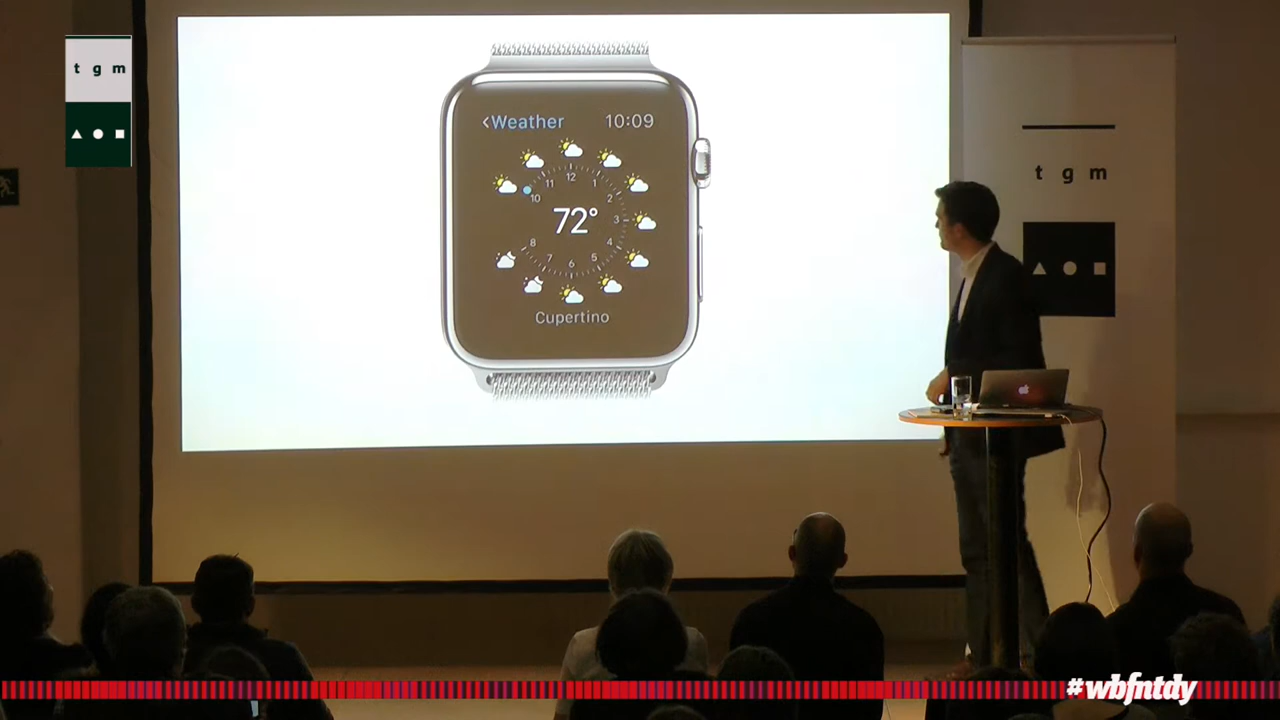 t g m
‹Weather 10:09
12
11 1
10 2
72° 3
8 4
7 5
6
Cupertino
t g m
#wbfntdy